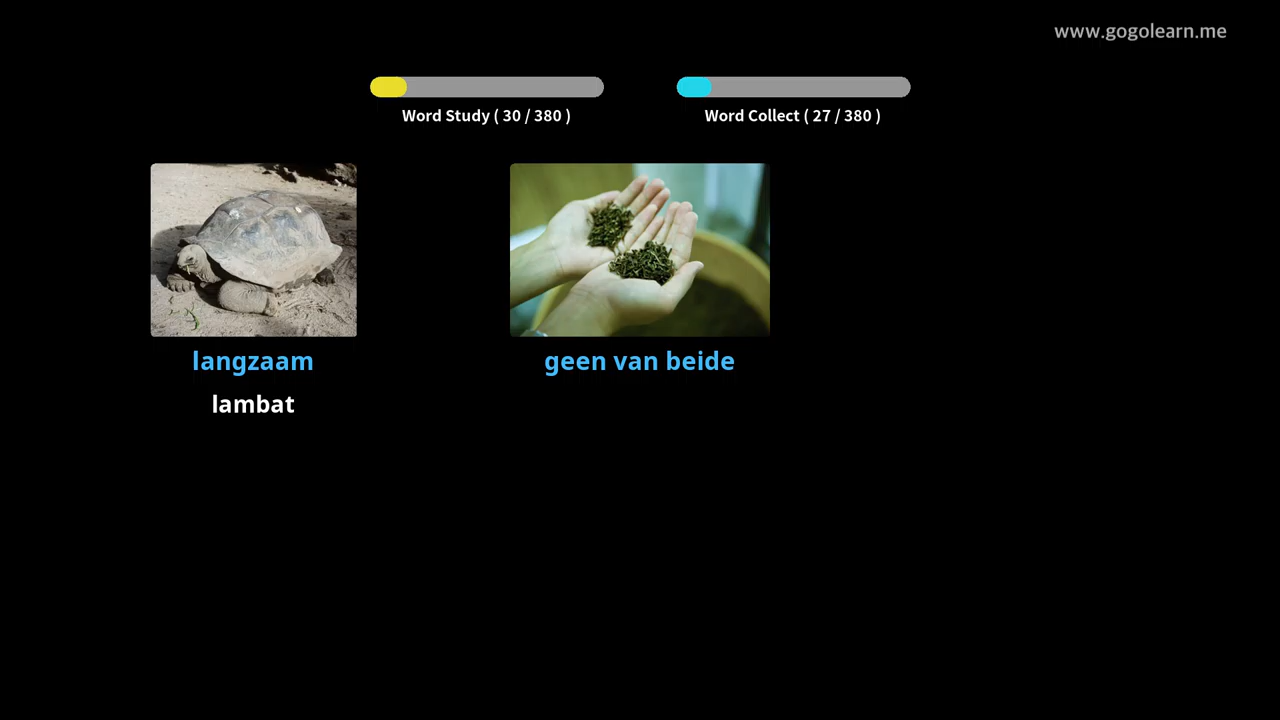 www.gogolearn.me
Word Study ( 30 / 380 )
Word Collect ( 27 / 380 )
langzaam
lambat
geen van beide